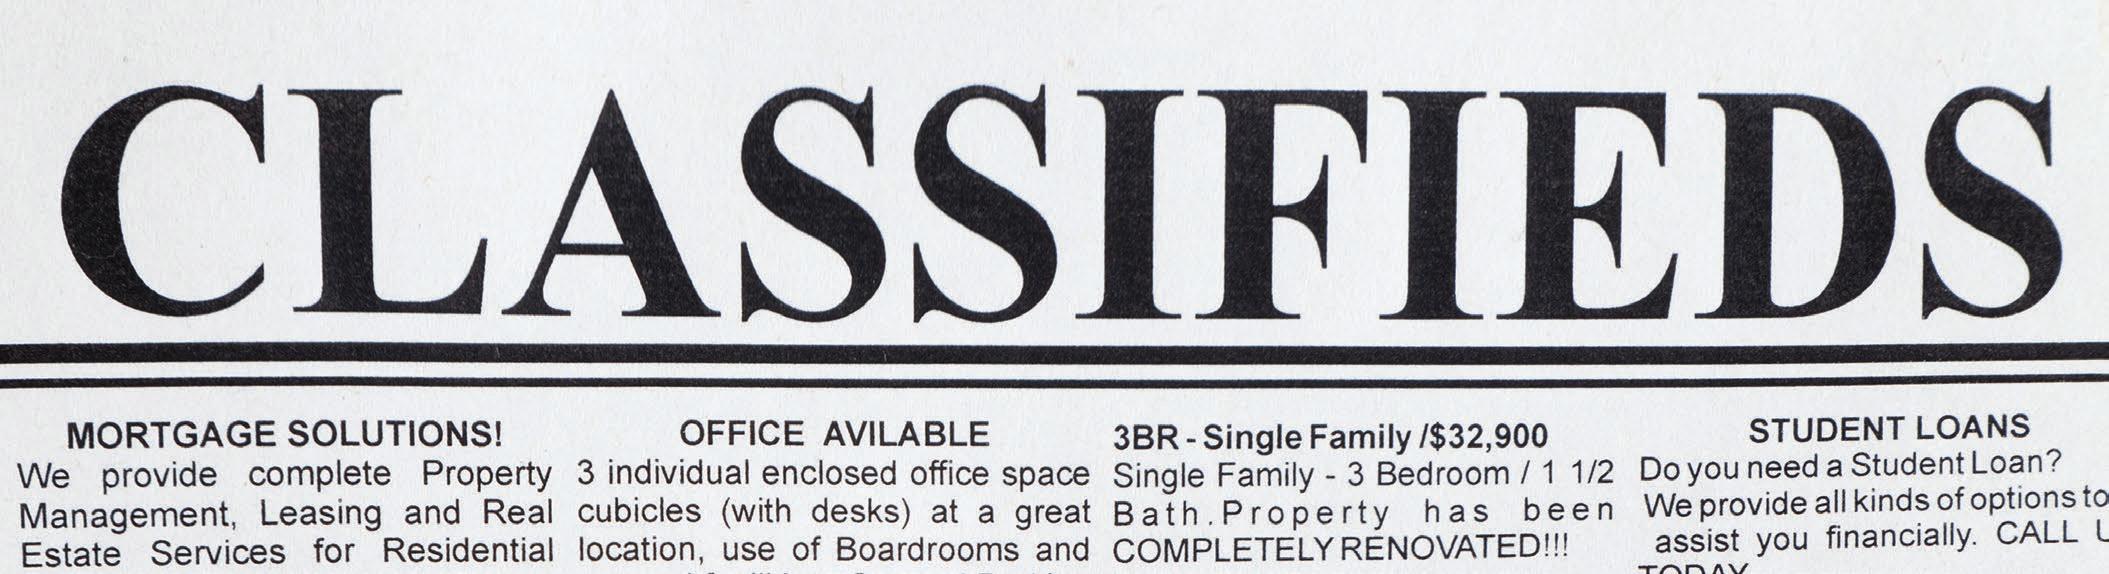 CLASSIFIEDS
MORTGAGE SOLUTIONS!
We provide complete Property
Management, Leasing and Real
Estate Services for Residential
OFFICE AVILABLE
3 individual enclosed office space
cubicles (with desks) at a great
location, use of Boardrooms and
3BR - Single Family /$32,900
Single Family - 3 Bedroom / 1 1/2
Bath.Property has been
COMPLETELY RENOVATED!!!
STUDENT LOANS
Do you need a Student Loan?
We provide all kinds of options to
assist you financially. CALL U
TODAY